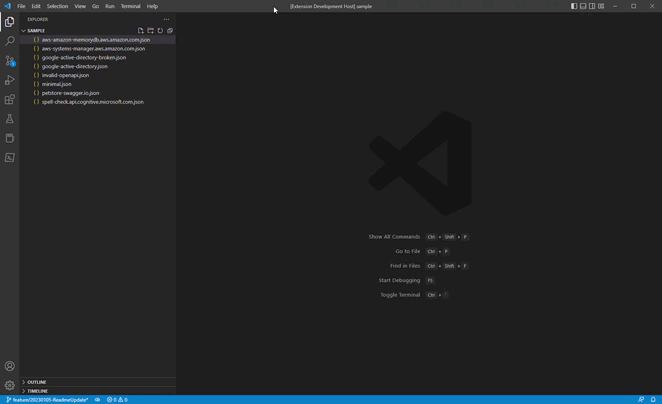 File Edit Selection View Go Run Terminal Help
[Extension Development Host] sample
EXPLORER
SAMPLE
aws-amazon-memorydb.aws.amazon.com.json
aws-systems-manager.aws.amazon.com.json
google-active-directory-broken.json
google-active-directory.json
invalid-openapi.json
minimal.json
petstore-swagger.io.json
spell-check.api.cognitive.microsoft.com.json
Show All Commands Ctrl + Shift + P
Go to File Ctrl + P
Find in Files Ctrl + Shift + F
Start Debugging F5
Toggle Terminal Ctrl +
OUTLINE
TIMELINE
feature/20230105-ReadmeUpdate* 0 0